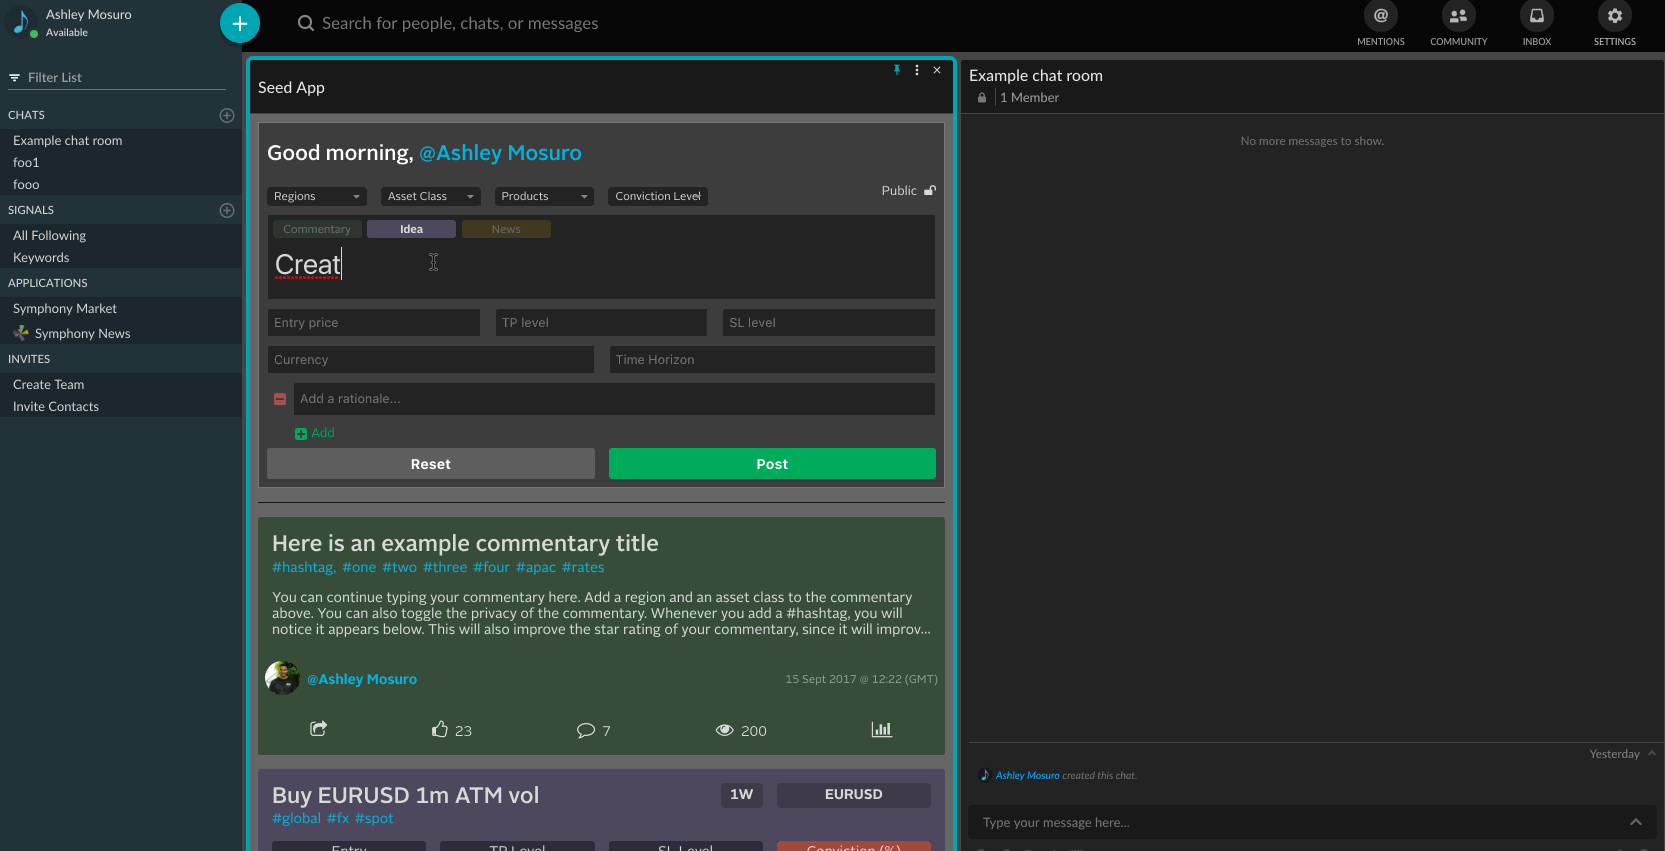 Ashley Mosuro
Available
Search for people, chats, or messages
@
MENTIONS
COMMUNITY
INBOX
SETTINGS
Filter List
CHATS
Example chat room
foo1
fooo
SIGNALS
All Following
Keywords
APPLICATIONS
Symphony Market
Symphony News
INVITES
Create Team
Invite Contacts
Seed App
Good morning, @Ashley Mosuro
Regions
Asset Class
Products
Conviction Level
Public
Commentary
Idea
News
Creat
Entry price
TP level
SL level
Currency
Time Horizon
Add a rationale...
Add
Reset
Post
Here is an example commentary title
#hashtag, #one #two #three #four #apac #rates
You can continue typing your commentary here. Add a region and an asset class to the commentary
above. You can also toggle the privacy of the commentary. Whenever you add a #hashtag, you will
notice it appears below. This will also improve the star rating of your commentary, since it will improv...
@Ashley Mosuro
15 Sept 2017 @ 12:22 (GMT)
23
7
200
Buy EURUSD 1m ATM vol
1W
EURUSD
#global #fx #spot
Entry
TP Level
SL Level
Conviction (%)
Example chat room
1 Member
No more messages to show.
Yesterday
Ashley Mosuro created this chat.
Type your message here...